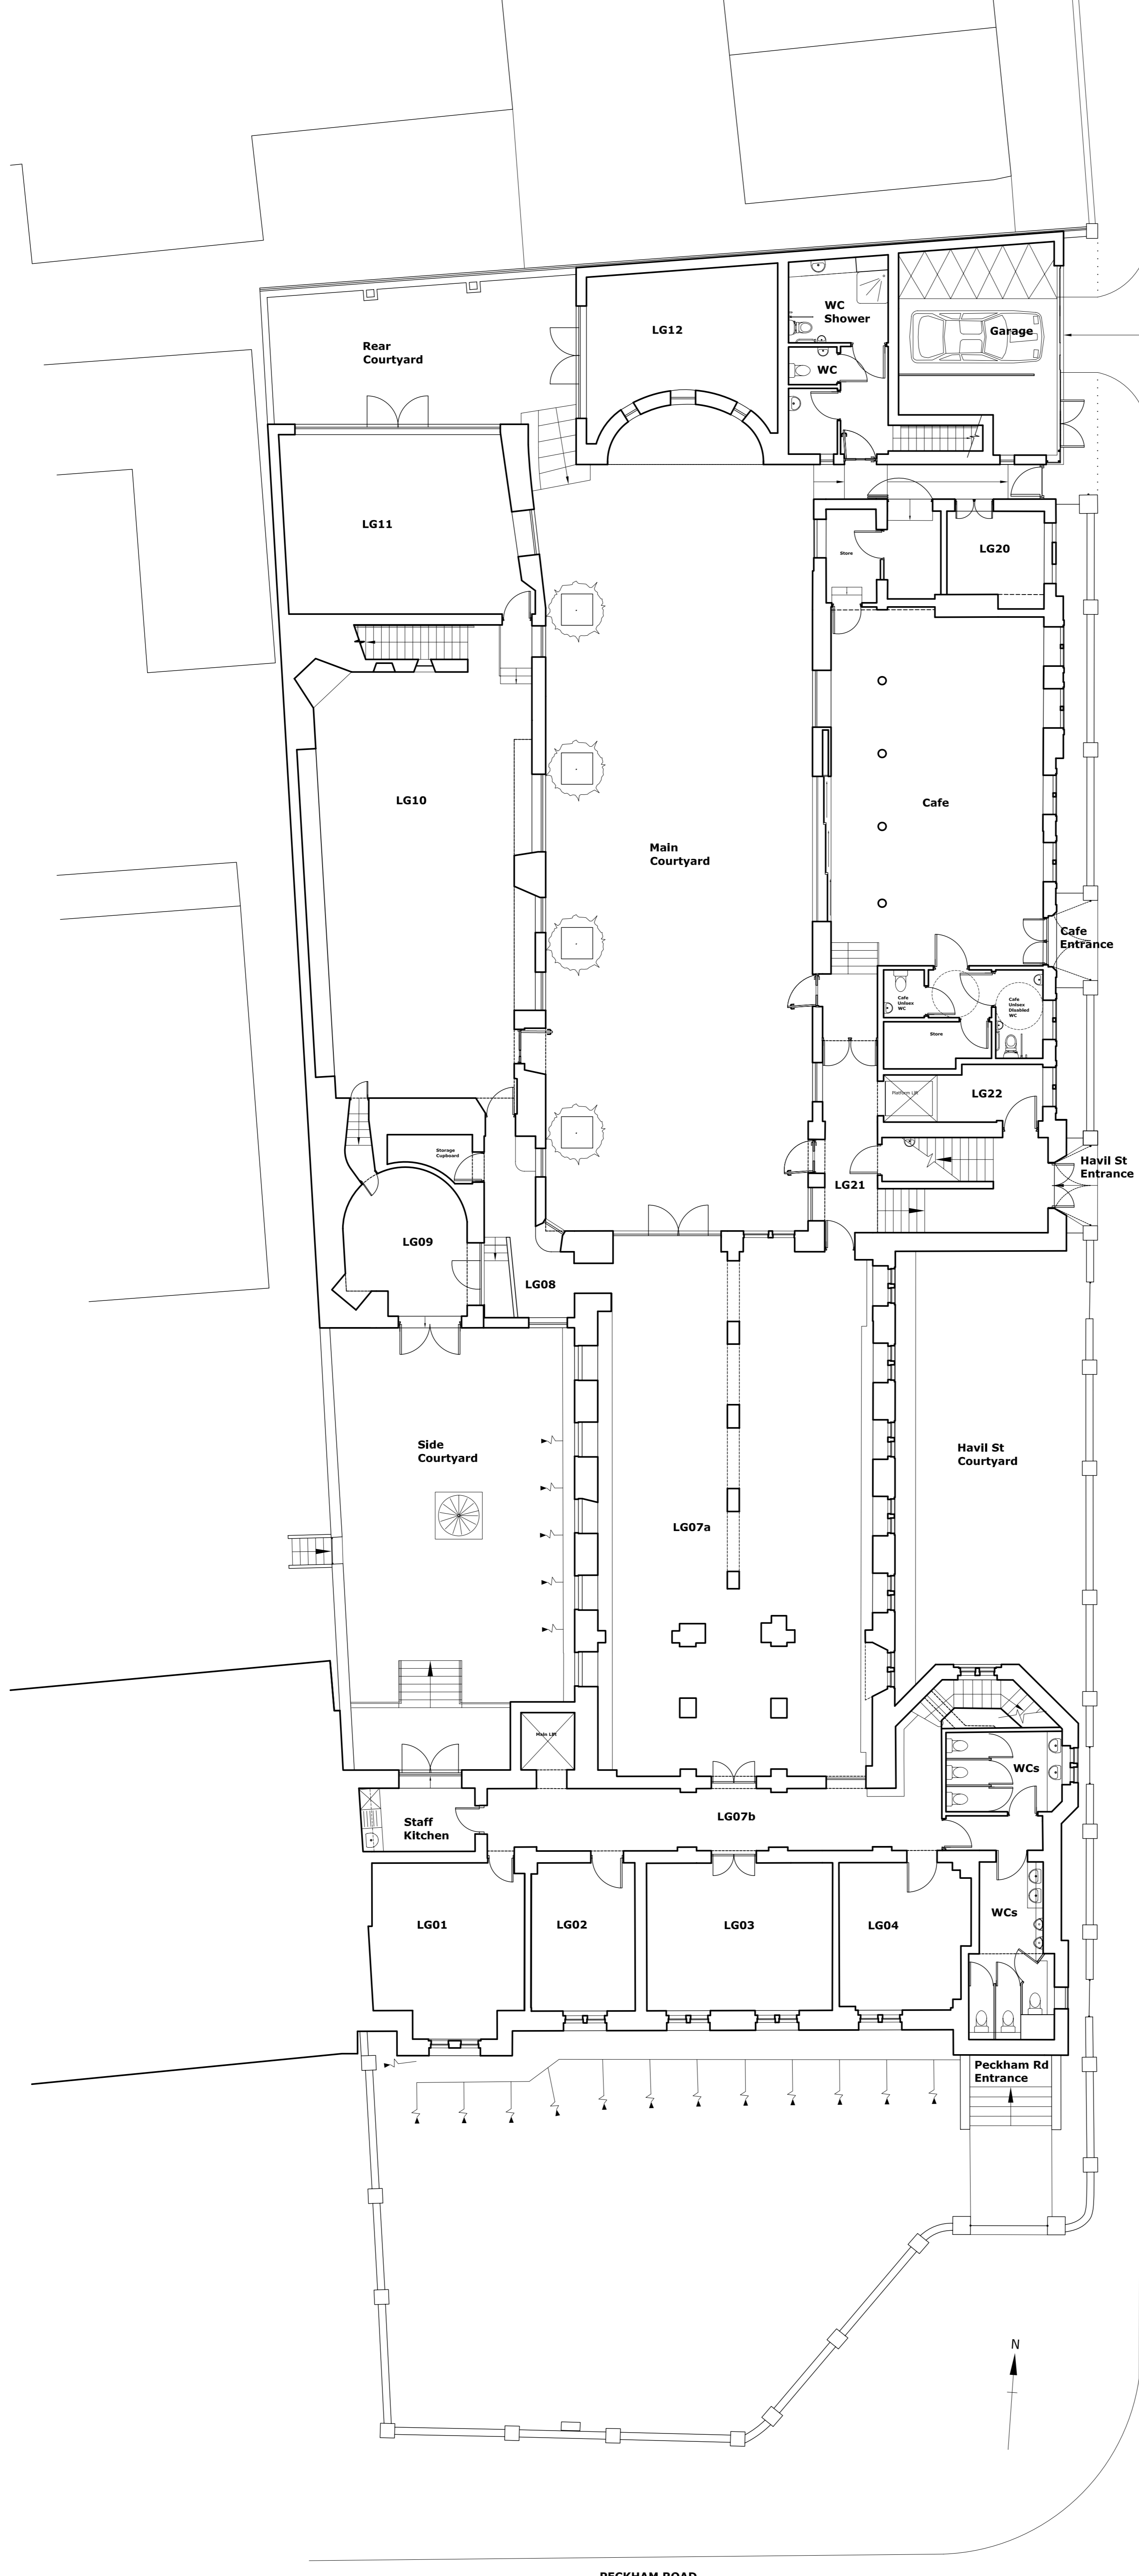 WC
Shower
LG12
Garage
Rear
Courtyard
WC
LG11
LG20
Store
LG10
Cafe
Main
Courtyard
Cafe
Entrance
Cafe
Unisex
WC
Cafe
Unisex
Disabled
WC
Store
Platform Lift
LG22
Storage
Cupboard
Havil St
Entrance
LG21
LG09
LG08
Side
Courtyard
Havil St
Courtyard
LG07a
Main Lift
WCs
LG07b
Staff
Kitchen
WCs
LG01
LG02
LG03
LG04
Peckham Rd
Entrance
N
PECKHAM ROAD